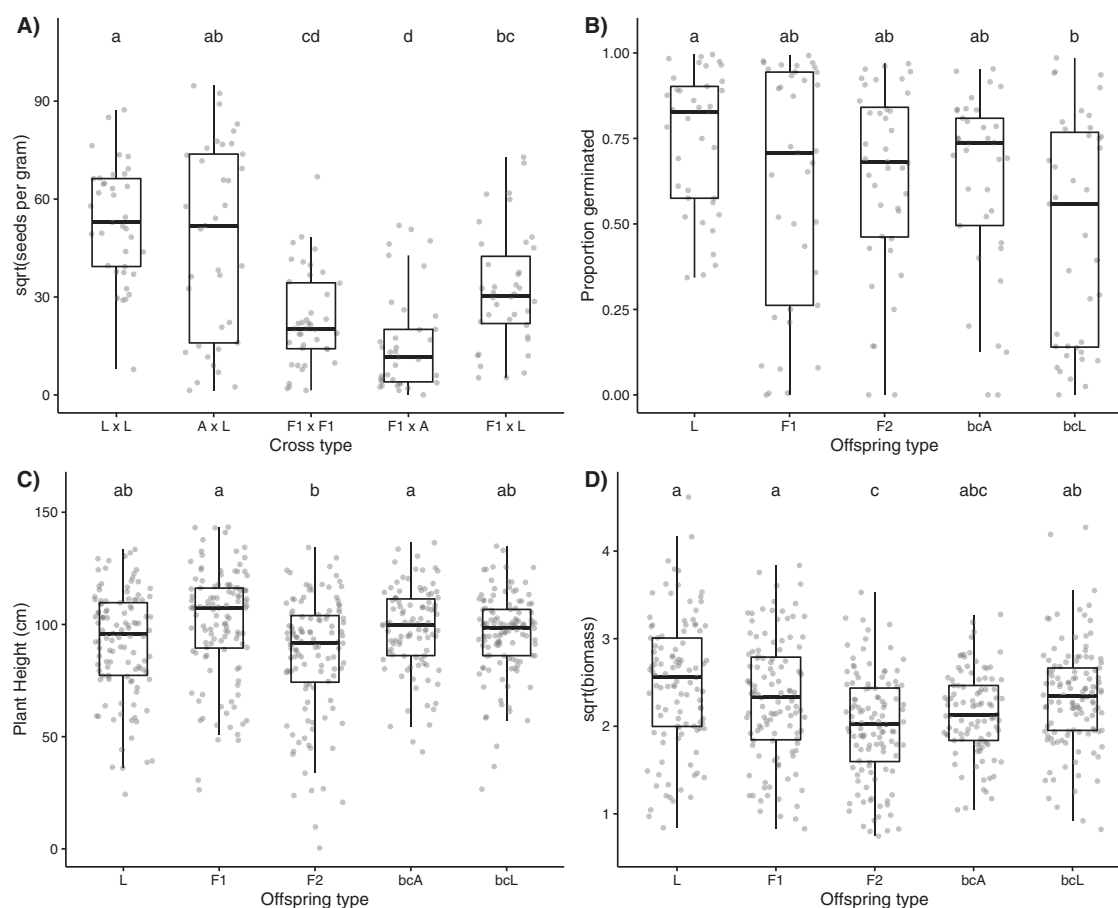 A)
a ab cd d bc
sqrt(seeds per gram)
90
60
30
0
L x L A x L F1 x F1 F1 x A F1 x L
Cross type
B)
a ab ab ab b
Proportion germinated
1.00
0.75
0.50
0.25
0.00
L F1 F2 bcA bcL
Offspring type
C)
ab a b a ab
Plant Height (cm)
150
100
50
0
L F1 F2 bcA bcL
Offspring type
D)
a a c abc ab
sqrt(biomass)
4
3
2
1
L F1 F2 bcA bcL
Offspring type